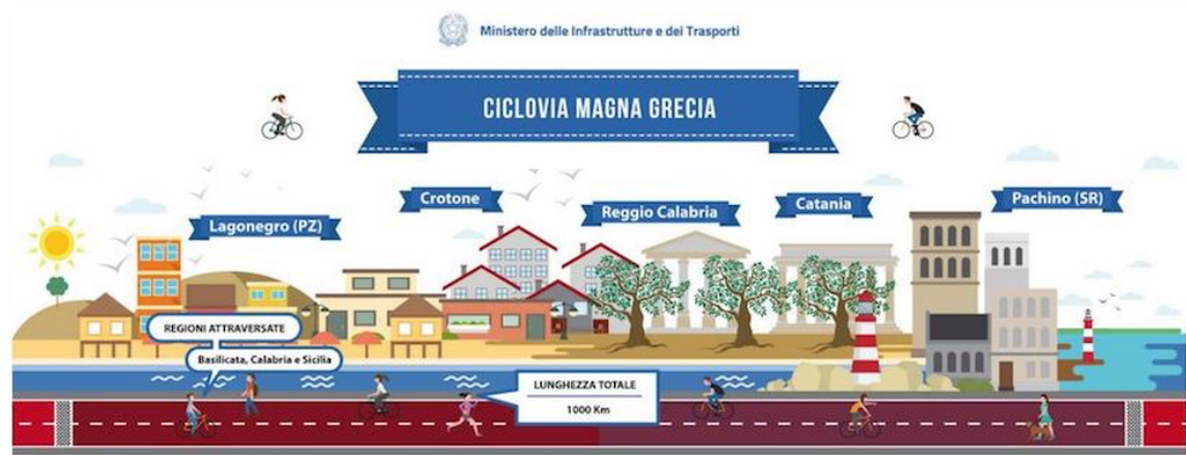 Ministero delle Infrastrutture e dei Trasporti
CICLOVIA MAGNA GRECIA
Lagonegro (PZ)
Crotone
Reggio Calabria
Catania
Pachino (SR)
REGIONI ATTRAVERSATE
Basilicata, Calabria e Sicilia
LUNGHEZZA TOTALE
1000 Km